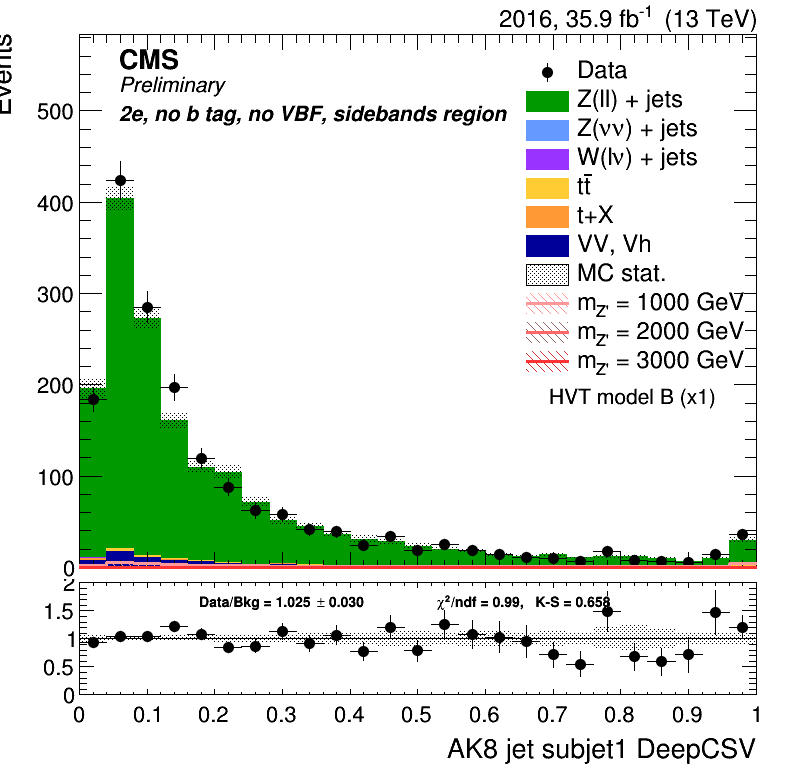 2016, 35.9 fb⁻¹ (13 TeV)
Events
CMS
Preliminary
2e, no b tag, no VBF, sidebands region
Data
Z(ll) + jets
Z(νν) + jets
W(lν) + jets
tt̄
t+X
VV, Vh
MC stat.
m_Z' = 1000 GeV
m_Z' = 2000 GeV
m_Z' = 3000 GeV
HVT model B (x1)
500
400
300
200
100
0
Data/Bkg = 1.025 ± 0.030
χ²/ndf = 0.99, K-S = 0.658
2
1.5
1
0.5
0
0 0.1 0.2 0.3 0.4 0.5 0.6 0.7 0.8 0.9 1
AK8 jet subjet1 DeepCSV